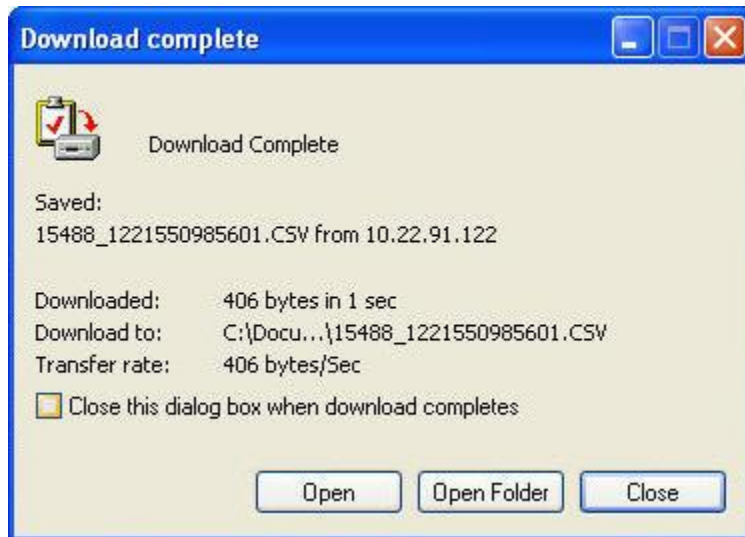 Download complete
Download Complete
Saved:
15488_1221550985601.CSV from 10.22.91.122
Downloaded: 406 bytes in 1 sec
Download to: C:\Docu...\15488_1221550985601.CSV
Transfer rate: 406 bytes/Sec
Close this dialog box when download completes
Open Open Folder Close